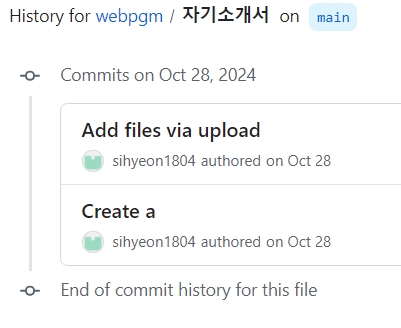 History for webpgm / 자기소개서 on main
Commits on Oct 28, 2024
Add files via upload
sihyeon1804 authored on Oct 28
Create a
sihyeon1804 authored on Oct 28
End of commit history for this file